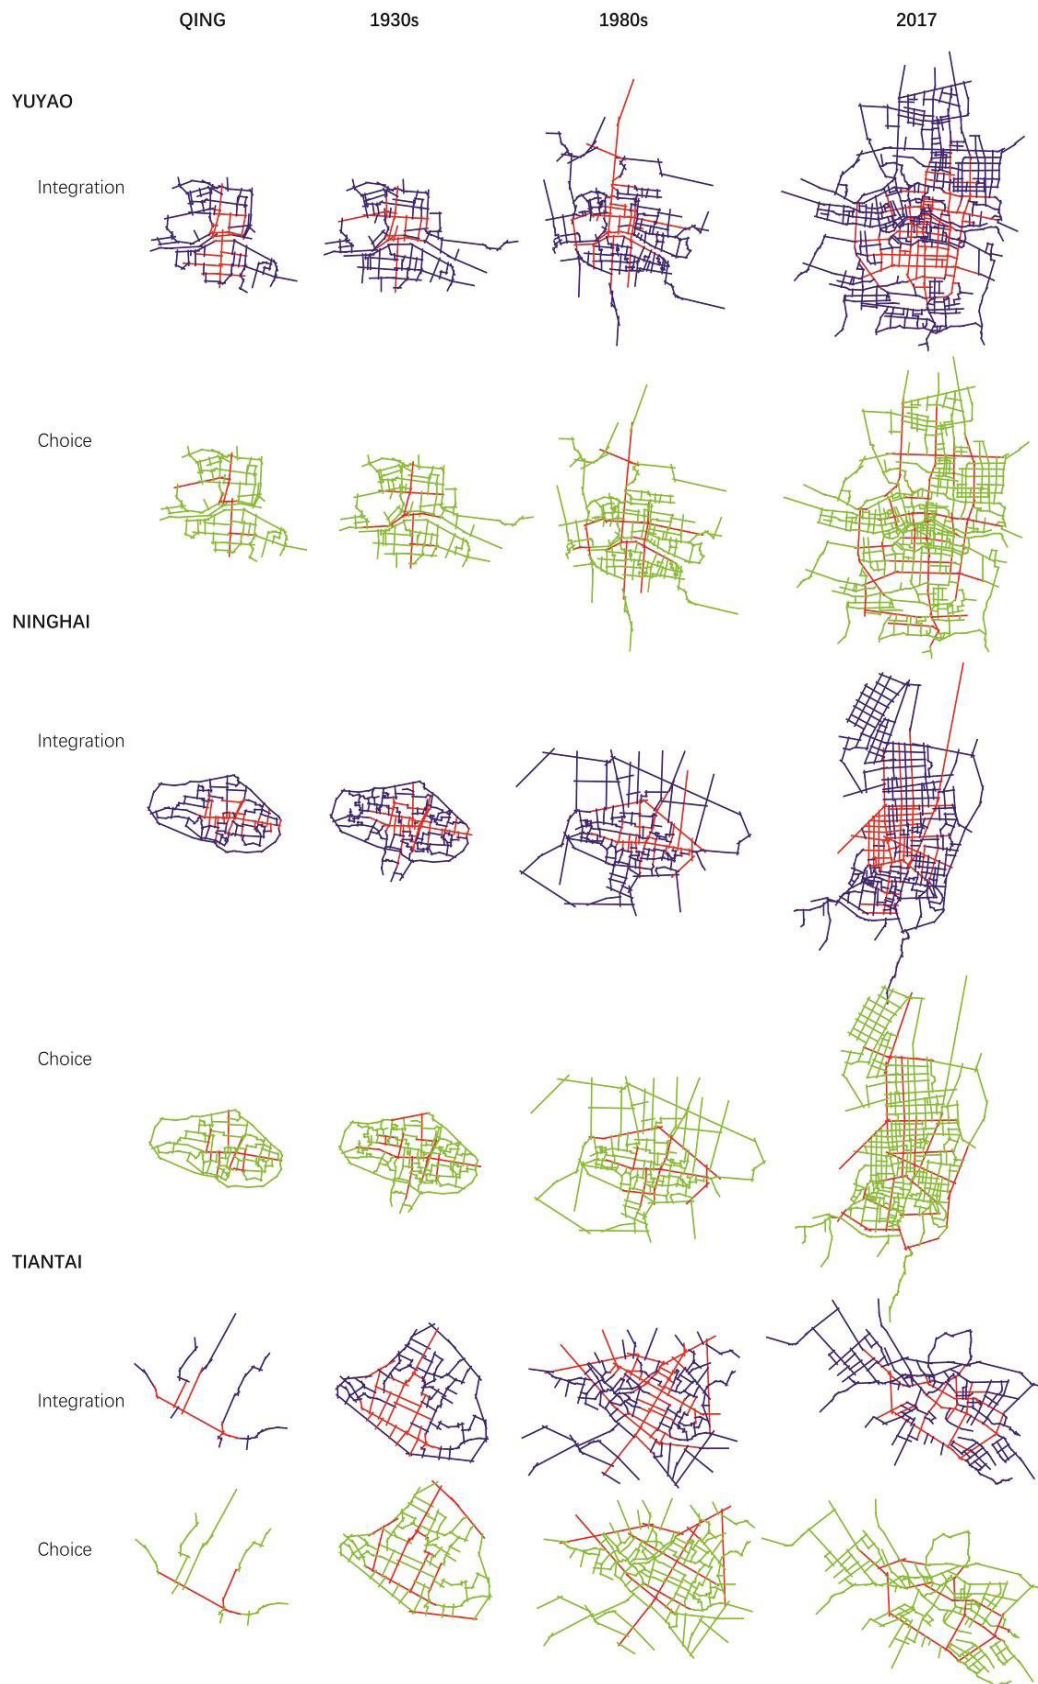 QING 1930s 1980s 2017
YUYAO
Integration
Choice
NINGHAI
Integration
Choice
TIANTAI
Integration
Choice